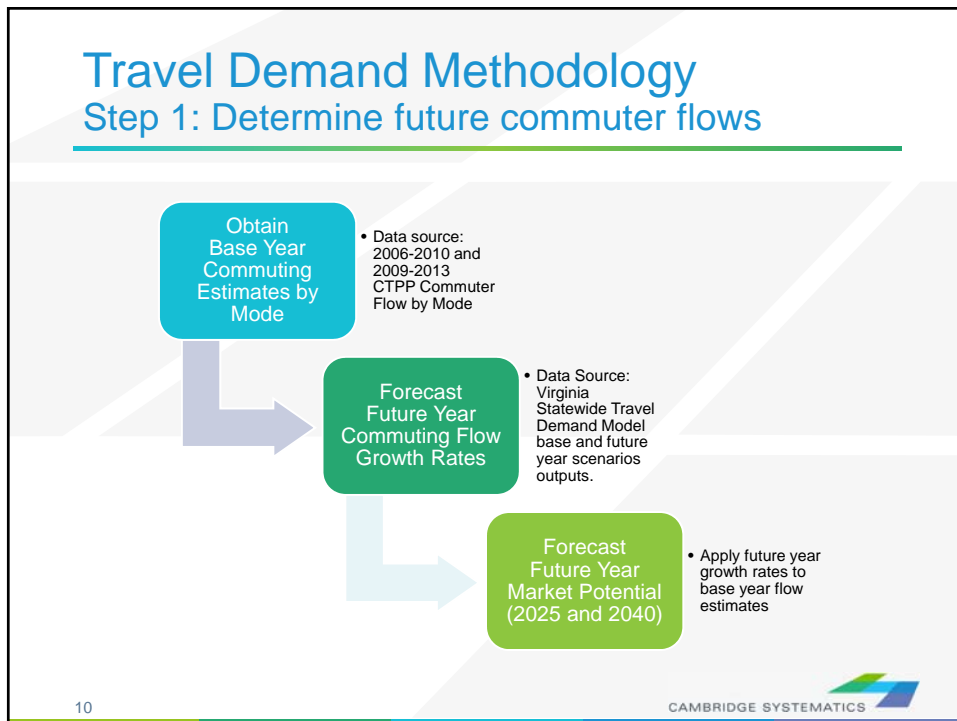 Travel Demand Methodology
Step 1: Determine future commuter flows
Obtain
Base Year
Commuting
Estimates by
Mode
• Data source:
2006-2010 and
2009-2013
CTPP Commuter
Flow by Mode
Forecast
Future Year
Commuting Flow
Growth Rates
• Data Source:
Virginia
Statewide Travel
Demand Model
base and future
year scenarios
outputs.
Forecast
Future Year
Market Potential
(2025 and 2040)
• Apply future year
growth rates to
base year flow
estimates
10
CAMBRIDGE SYSTEMATICS